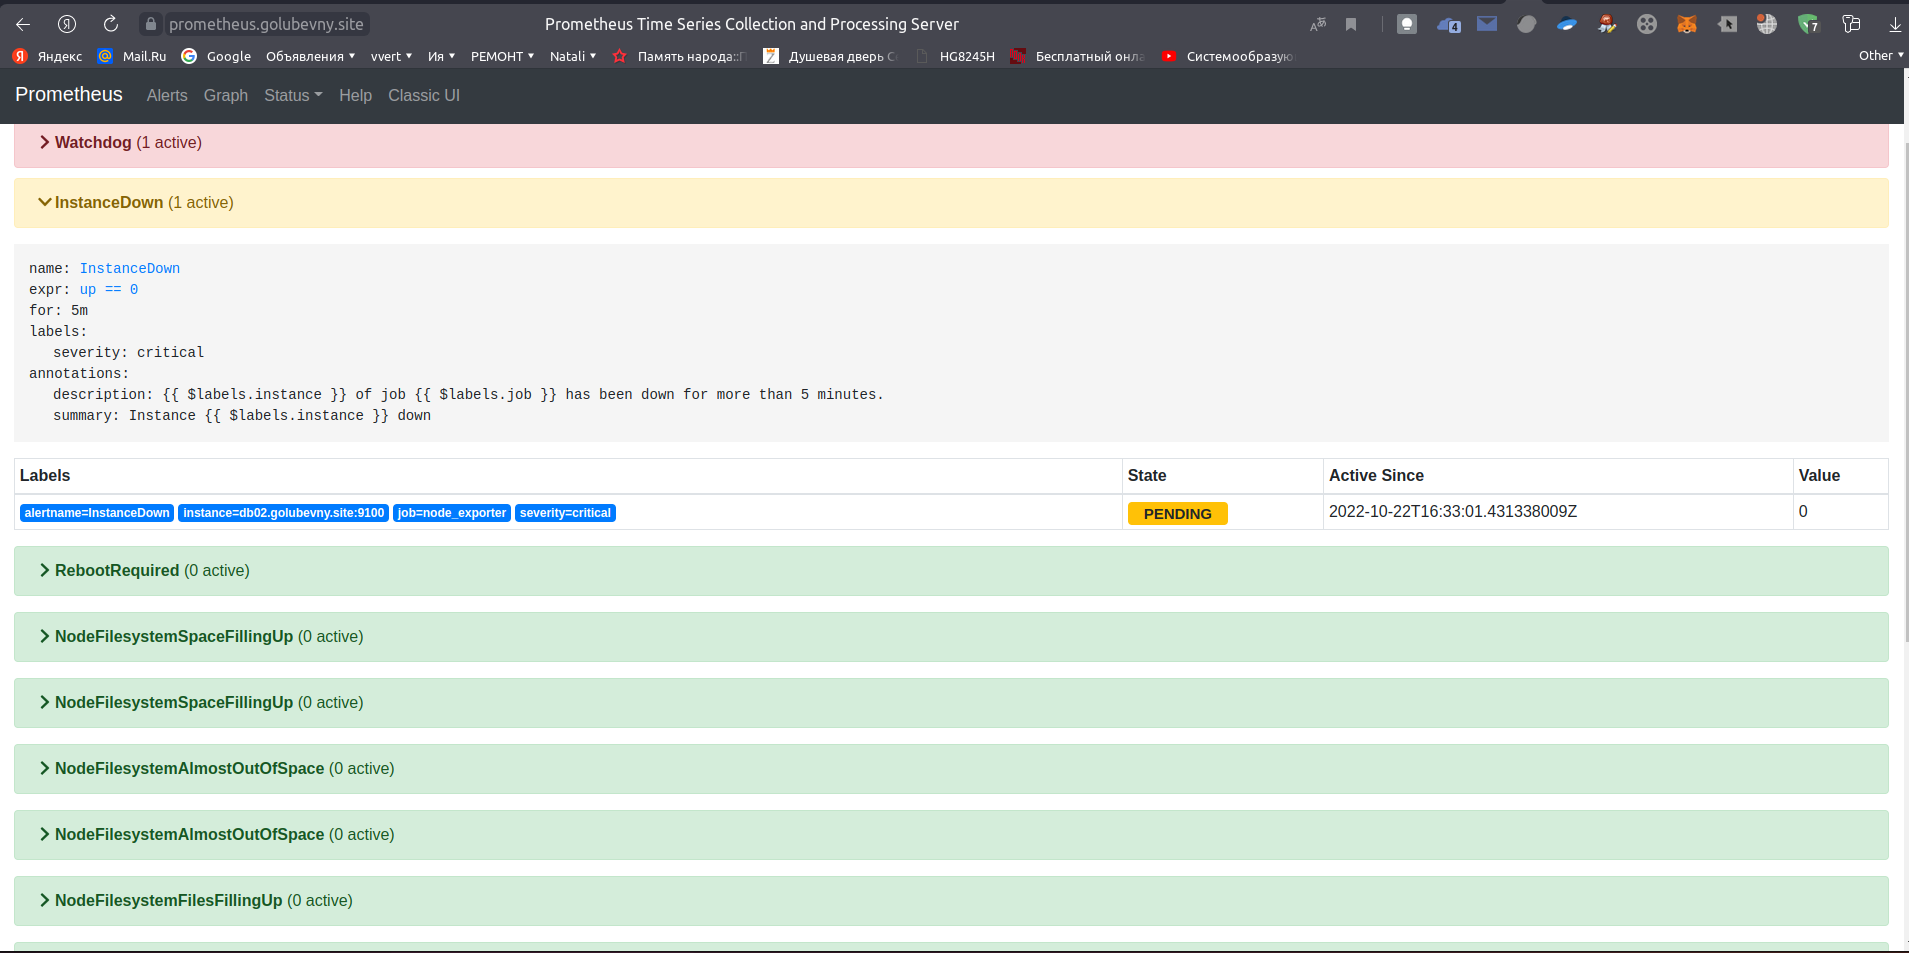 prometheus.golubevny.site Prometheus Time Series Collection and Processing Server 4 7
Яндекс Mail.Ru Google Объявления vvert Ия РЕМОНТ Natali Память народа:: Душевая дверь HG8245H Бесплатный Системообразую Other
Prometheus Alerts Graph Status Help Classic UI
Watchdog (1 active)
InstanceDown (1 active)
name: InstanceDown
expr: up == 0
for: 5m
labels:
severity: critical
annotations:
description: {{ $labels.instance }} of job {{ $labels.job }} has been down for more than 5 minutes.
summary: Instance {{ $labels.instance }} down
Labels State Active Since Value
alertname=InstanceDown instance=db02.golubevny.site:9100 job=node_exporter severity=critical PENDING 2022-10-22T16:33:01.431338009Z 0
RebootRequired (0 active)
NodeFilesystemSpaceFillingUp (0 active)
NodeFilesystemSpaceFillingUp (0 active)
NodeFilesystemAlmostOutOfSpace (0 active)
NodeFilesystemAlmostOutOfSpace (0 active)
NodeFilesystemFilesFillingUp (0 active)